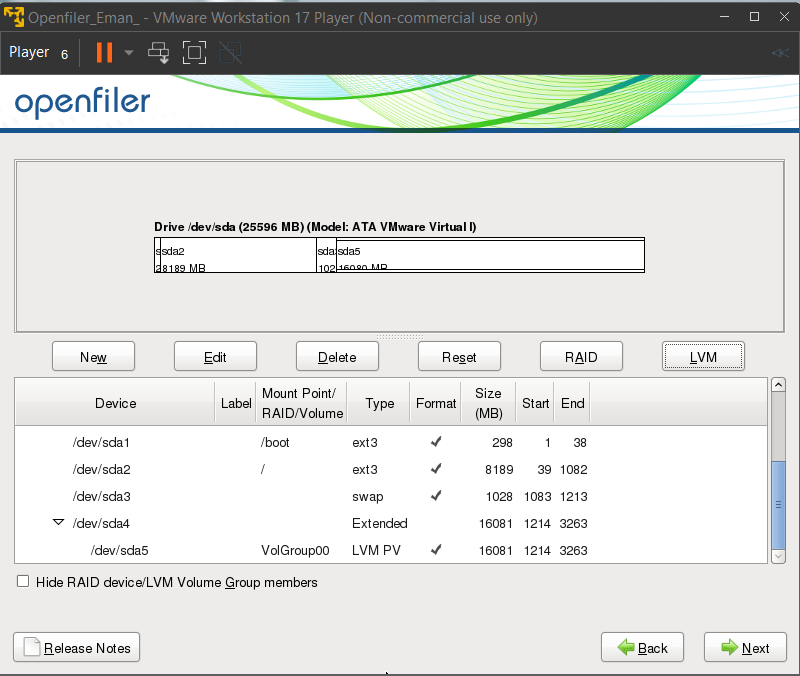 Openfiler_Eman_ - VMware Workstation 17 Player (Non-commercial use only)
Player 6
openfiler
Drive /dev/sda (25596 MB) (Model: ATA VMware Virtual I)
sda2 sda sda5
8189 MB 102 16080 MB
New Edit Delete Reset RAID LVM
Device Label Mount Point/ RAID/Volume Type Format Size (MB) Start End
/dev/sda1 /boot ext3 298 1 38
/dev/sda2 / ext3 8189 39 1082
/dev/sda3 swap 1028 1083 1213
/dev/sda4 Extended 16081 1214 3263
/dev/sda5 VolGroup00 LVM PV 16081 1214 3263
Hide RAID device/LVM Volume Group members
Release Notes Back Next